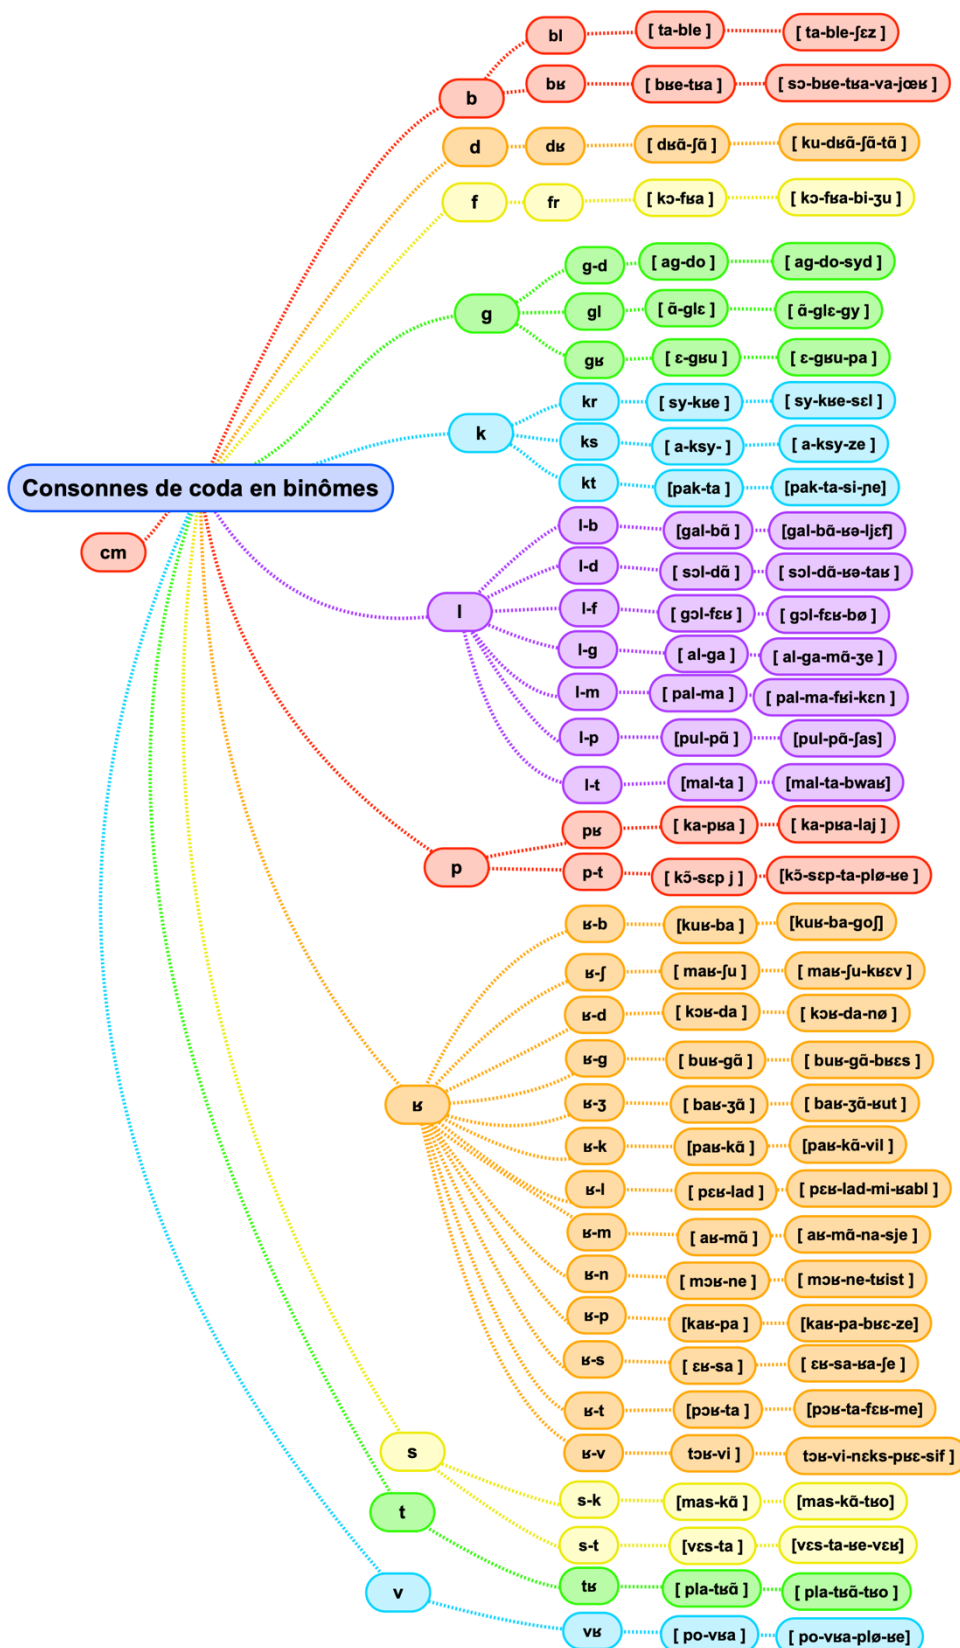 bl [ ta-ble ] [ ta-ble-ʃɛz ]
b bʁ [ bʁe-tʁa ] [ sɔ-bʁe-tʁa-va-jœʁ ]
d dʁ [ dʁɑ̃-ʃɑ̃ ] [ ku-dʁɑ̃-ʃɑ̃-tɑ̃ ]
f fr [ kɔ-fʁa ] [ kɔ-fʁa-bi-ʒu ]
g-d [ ag-do ] [ ag-do-syd ]
g gl [ ɑ̃-glɛ ] [ ɑ̃-glɛ-gy ]
gʁ [ ɛ-gʁu ] [ ɛ-gʁu-pa ]
kr [ sy-kʁe ] [ sy-kʁe-sɛl ]
k ks [ a-ksy- ] [ a-ksy-ze ]
kt [pak-ta ] [pak-ta-si-ɲe]
Consonnes de coda en binômes
cm
l-b [gal-bɑ̃ ] [gal-bɑ̃-ʁə-ljɛf]
l-d [ sɔl-dɑ̃ ] [ sɔl-dɑ̃-ʁə-taʁ ]
l l-f [ gɔl-fɛʁ ] [ gɔl-fɛʁ-bø ]
l-g [ al-ga ] [ al-ga-mɑ̃-ʒe ]
l-m [ pal-ma ] [ pal-ma-fʁi-kɛn ]
l-p [pul-pɑ̃ ] [pul-pɑ̃-ʃas]
l-t [mal-ta ] [mal-ta-bwaʁ]
pʁ [ ka-pʁa ] [ ka-pʁa-laj ]
p p-t [ kɔ̃-sɛp j ] [kɔ̃-sɛp-ta-plø-ʁe ]
ʁ-b [kuʁ-ba ] [kuʁ-ba-goʃ]
ʁ-ʃ [ maʁ-ʃu ] [ maʁ-ʃu-kʁɛv ]
ʁ-d [ kɔʁ-da ] [ kɔʁ-da-nø ]
ʁ-g [ buʁ-gɑ̃ ] [ buʁ-gɑ̃-bʁɛs ]
ʁ ʁ-ʒ [ baʁ-ʒɑ̃ ] [ baʁ-ʒɑ̃-ʁut ]
ʁ-k [paʁ-kɑ̃ ] [paʁ-kɑ̃-vil ]
ʁ-l [ pɛʁ-lad ] [ pɛʁ-lad-mi-ʁabl ]
ʁ-m [ aʁ-mɑ̃ ] [ aʁ-mɑ̃-na-sje ]
ʁ-n [ mɔʁ-ne ] [ mɔʁ-ne-tʁist ]
ʁ-p [kaʁ-pa ] [kaʁ-pa-bʁɛ-ze]
ʁ-s [ ɛʁ-sa ] [ ɛʁ-sa-ʁa-ʃe ]
ʁ-t [pɔʁ-ta ] [pɔʁ-ta-fɛʁ-me]
ʁ-v tɔʁ-vi ] tɔʁ-vi-nɛks-pʁɛ-sif ]
s
s-k [mas-kɑ̃ ] [mas-kɑ̃-tʁo]
t
s-t [vɛs-ta ] [vɛs-ta-ʁe-vɛʁ]
tʁ [ pla-tʁɑ̃ ] [ pla-tʁɑ̃-tʁo ]
v
vʁ [ po-vʁa ] [ po-vʁa-plø-ʁe ]